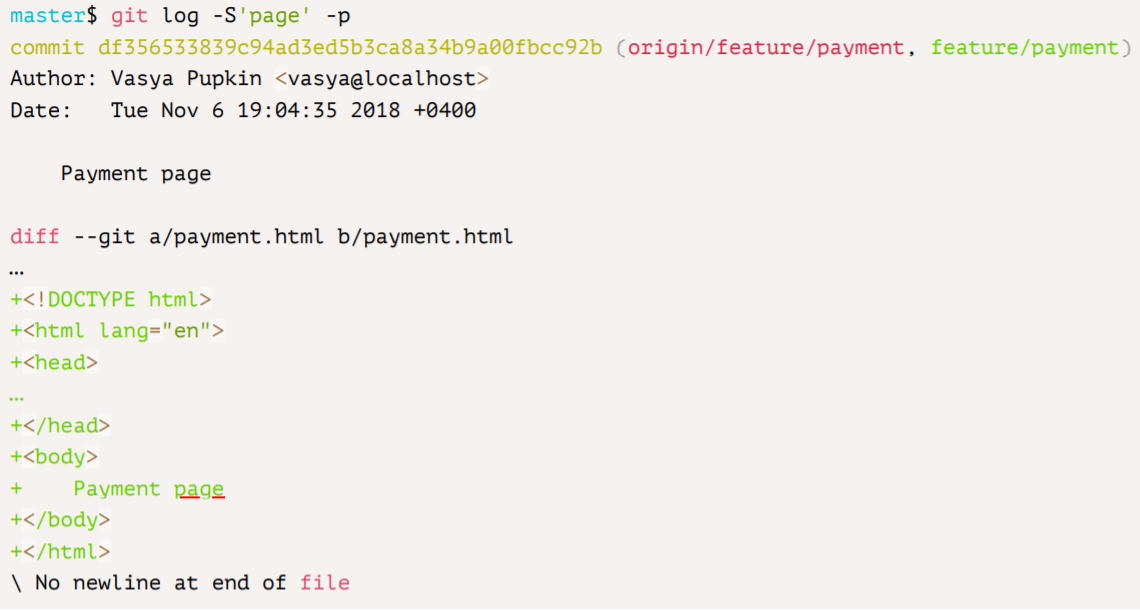 master$ git log -S'page' -p
commit df356533839c94ad3ed5b3ca8a34b9a00fbcc92b (origin/feature/payment, feature/payment)
Author: Vasya Pupkin <vasya@localhost>
Date:   Tue Nov 6 19:04:35 2018 +0400

    Payment page

diff --git a/payment.html b/payment.html
…
+<!DOCTYPE html>
+<html lang="en">
+<head>
…
+</head>
+<body>
+    Payment page
+</body>
+</html>
\ No newline at end of file